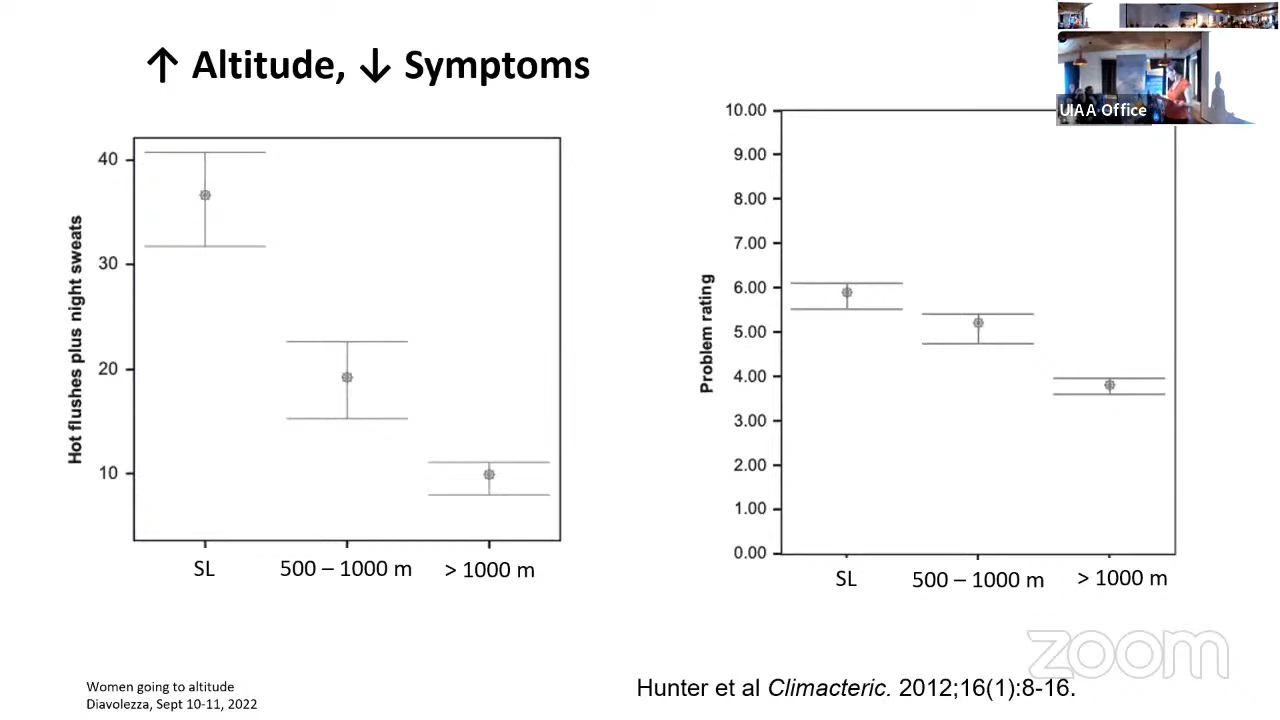 ↑ Altitude, ↓ Symptoms
UIAA Office
Hot flushes plus night sweats
40
30
20
10
SL
500 – 1000 m
> 1000 m
Problem rating
10.00
9.00
8.00
7.00
6.00
5.00
4.00
3.00
2.00
1.00
0.00
SL
500 – 1000 m
> 1000 m
zoom
Women going to altitude
Diavolezza, Sept 10-11, 2022
Hunter et al Climacteric. 2012;16(1):8-16.